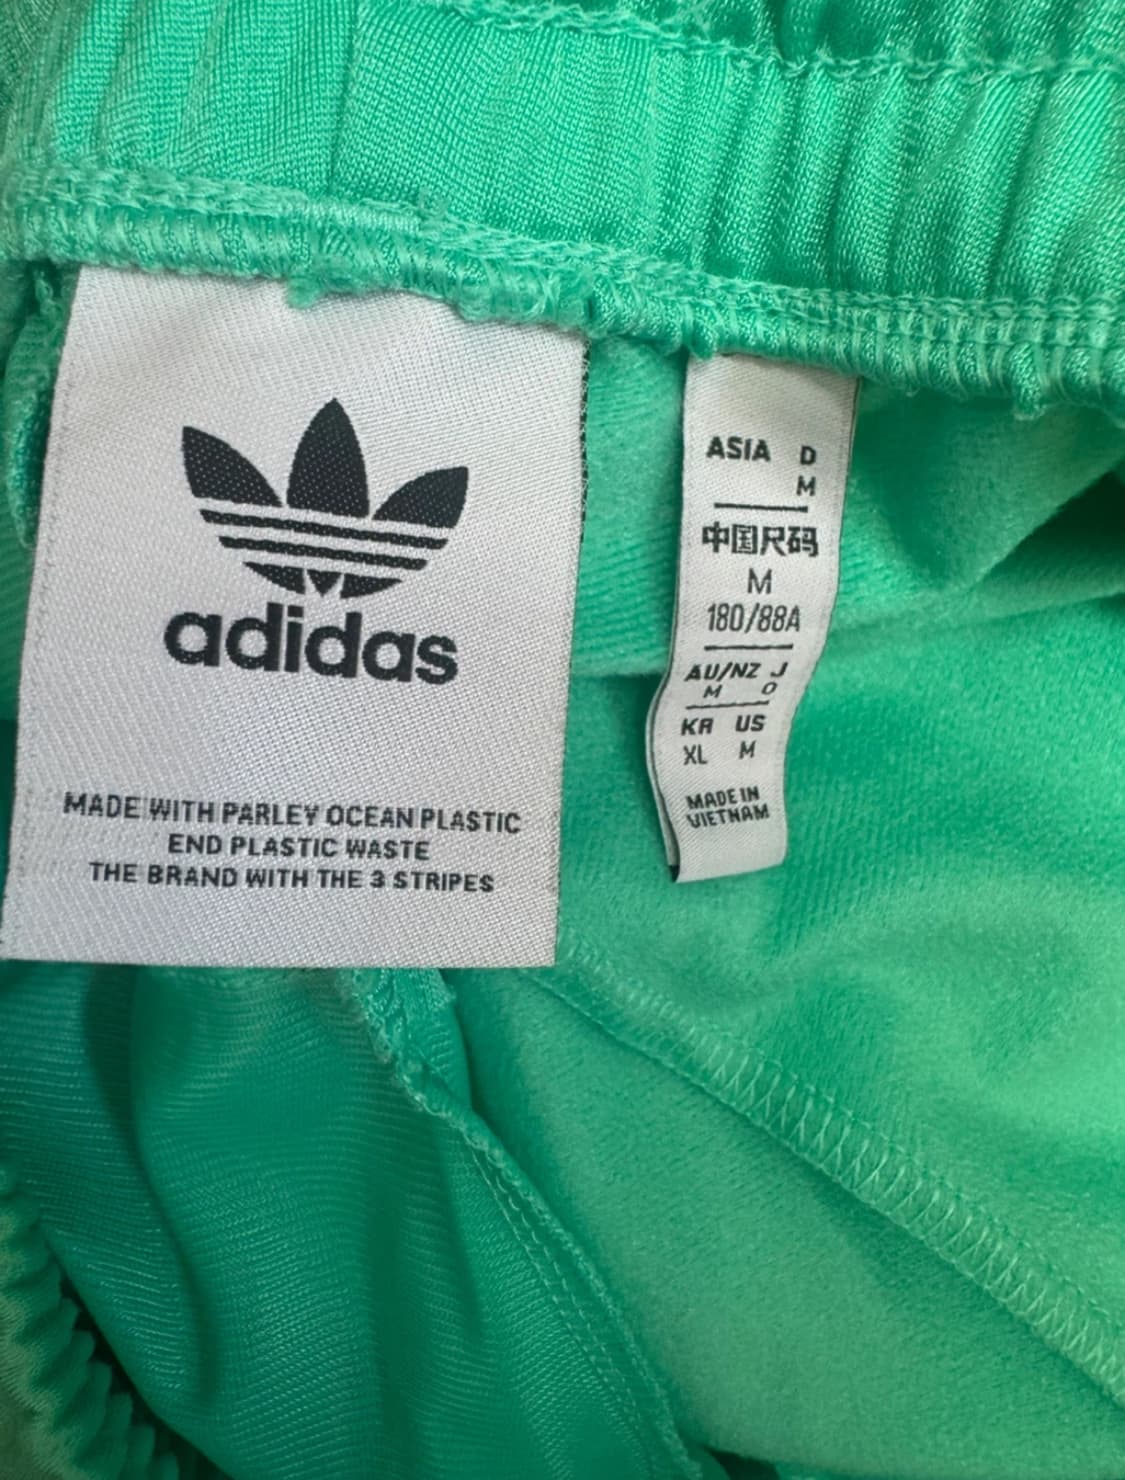 adidas
MADE WITH PARLEY OCEAN PLASTIC
END PLASTIC WASTE
THE BRAND WITH THE 3 STRIPES
ASIA D
M
中国尺码
M
180/88A
AU/NZ J
M O
KR US
XL M
MADE IN
VIETNAM